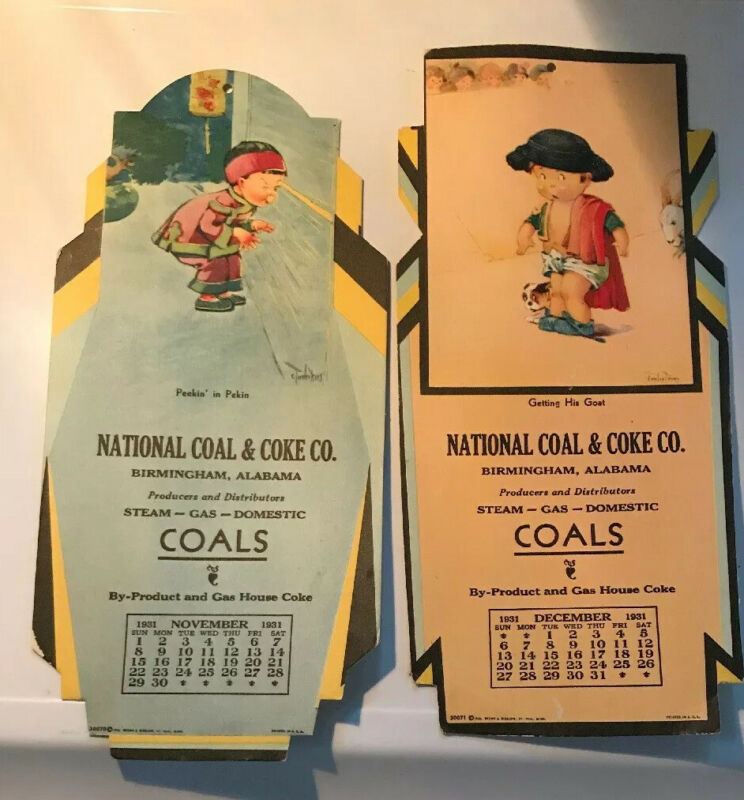 Peekin' in Pekin
NATIONAL COAL & COKE CO.
BIRMINGHAM, ALABAMA
Producers and Distributors
STEAM — GAS — DOMESTIC
COALS
By-Product and Gas House Coke
1931 NOVEMBER 1931
SUN MON TUE WED THU FRI SAT
1 2 3 4 5 6 7
8 9 10 11 12 13 14
15 16 17 18 19 20 21
22 23 24 25 26 27 28
29 30 * * * * *
PRINTED IN U.S.A.
Getting His Goat
NATIONAL COAL & COKE CO.
BIRMINGHAM, ALABAMA
Producers and Distributors
STEAM — GAS — DOMESTIC
COALS
By-Product and Gas House Coke
1931 DECEMBER 1931
SUN MON TUE WED THU FRI SAT
* * 1 2 3 4 5
6 7 8 9 10 11 12
13 14 15 16 17 18 19
20 21 22 23 24 25 26
27 28 29 30 31 * *
30071 ©
PRINTED IN U.S.A.